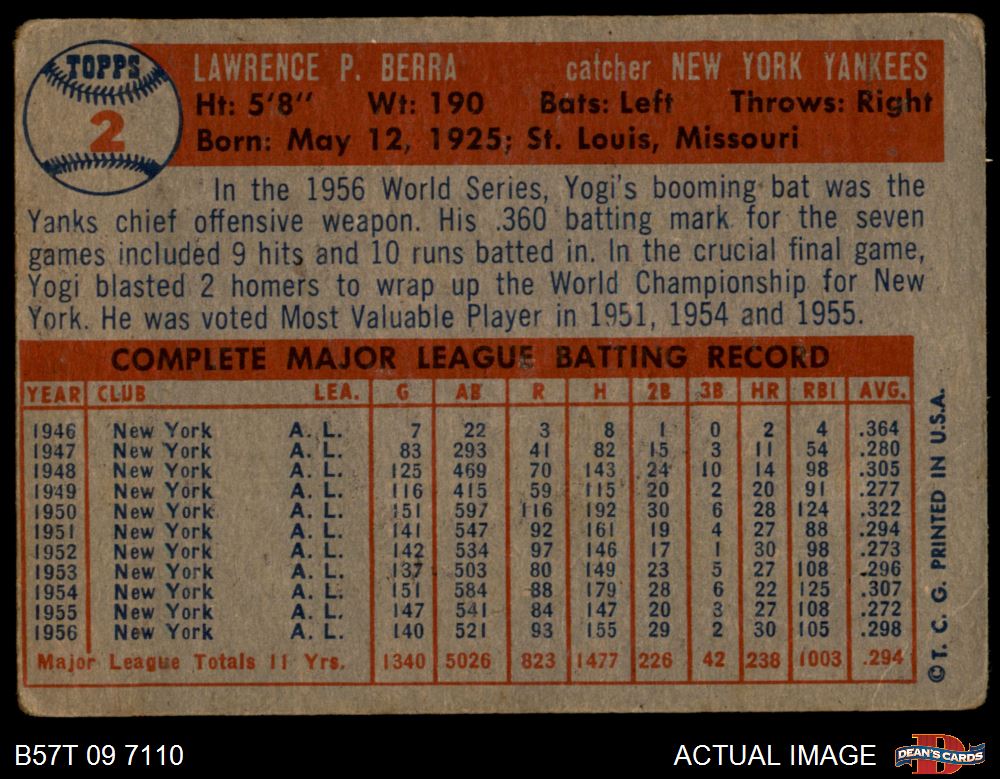 TOPPS
2
LAWRENCE P. BERRA catcher NEW YORK YANKEES
Ht: 5'8" Wt: 190 Bats: Left Throws: Right
Born: May 12, 1925; St. Louis, Missouri
In the 1956 World Series, Yogi's booming bat was the
Yanks chief offensive weapon. His .360 batting mark for the seven
games included 9 hits and 10 runs batted in. In the crucial final game,
Yogi blasted 2 homers to wrap up the World Championship for New
York. He was voted Most Valuable Player in 1951, 1954 and 1955.
COMPLETE MAJOR LEAGUE BATTING RECORD
YEAR CLUB LEA. G AB R H 2B 3B HR RBI AVG.
1946 New York A. L. 7 22 3 8 1 0 2 4 .364
1947 New York A. L. 83 293 41 82 15 3 11 54 .280
1948 New York A. L. 125 469 70 143 24 10 14 98 .305
1949 New York A. L. 116 415 59 115 20 2 20 91 .277
1950 New York A. L. 151 597 116 192 30 6 28 124 .322
1951 New York A. L. 141 547 92 161 19 4 27 88 .294
1952 New York A. L. 142 534 97 146 17 1 30 98 .273
1953 New York A. L. 137 503 80 149 23 5 27 108 .296
1954 New York A. L. 151 584 88 179 28 6 22 125 .307
1955 New York A. L. 147 541 84 147 20 3 27 108 .272
1956 New York A. L. 140 521 93 155 29 2 30 105 .298
Major League Totals 11 Yrs. 1340 5026 823 1477 226 42 238 1003 .294
© T. C. G. PRINTED IN U.S.A.
B57T 09 7110 ACTUAL IMAGE
DEAN'S CARDS